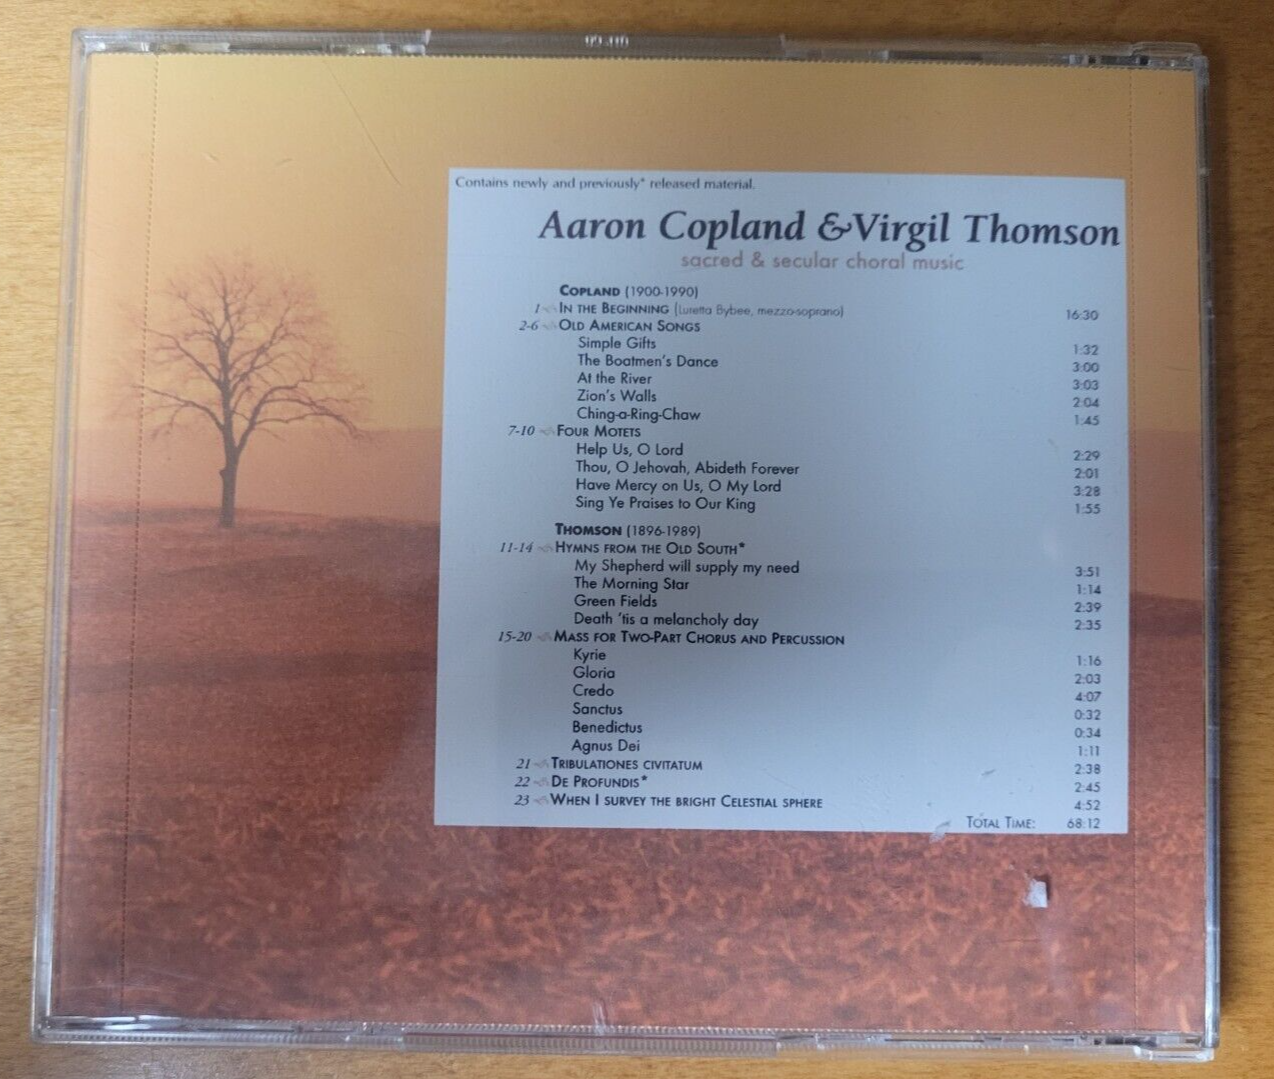 Contains newly and previously* released material.
Aaron Copland & Virgil Thomson
sacred & secular choral music
COPLAND (1900-1990)
1 IN THE BEGINNING (Luretta Bybee, mezzo-soprano) 16:30
2-6 OLD AMERICAN SONGS
Simple Gifts 1:32
The Boatmen's Dance 3:00
At the River 3:03
Zion's Walls 2:04
Ching-a-Ring-Chaw 1:45
7-10 FOUR MOTETS
Help Us, O Lord 2:29
Thou, O Jehovah, Abideth Forever 2:01
Have Mercy on Us, O My Lord 3:28
Sing Ye Praises to Our King 1:55
THOMSON (1896-1989)
11-14 HYMNS FROM THE OLD SOUTH*
My Shepherd will supply my need 3:51
The Morning Star 1:14
Green Fields 2:39
Death 'tis a melancholy day 2:35
15-20 MASS FOR TWO-PART CHORUS AND PERCUSSION
Kyrie 1:16
Gloria 2:03
Credo 4:07
Sanctus 0:32
Benedictus 0:34
Agnus Dei 1:11
21 TRIBULATIONES CIVITATUM 2:38
22 DE PROFUNDIS* 2:45
23 WHEN I SURVEY THE BRIGHT CELESTIAL SPHERE 4:52
TOTAL TIME: 68:12